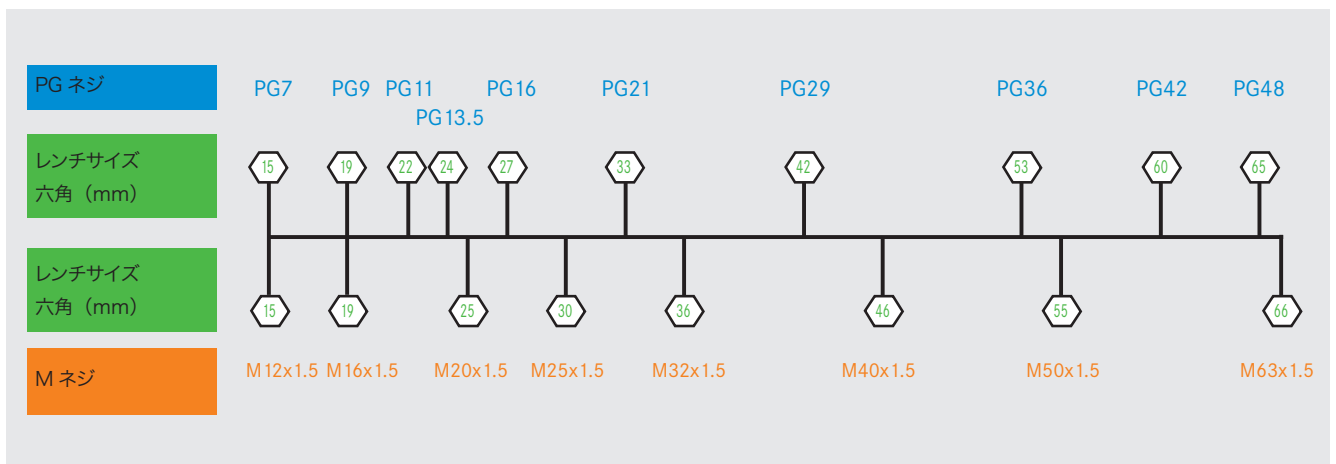 PG ネジ
PG7 PG9 PG11 PG16 PG21 PG29 PG36 PG42 PG48
PG13.5
レンチサイズ
六角（mm）
15 19 22 24 27 33 42 53 60 65
レンチサイズ
六角（mm）
15 19 25 30 36 46 55 66
M ネジ
M12x1.5 M16x1.5 M20x1.5 M25x1.5 M32x1.5 M40x1.5 M50x1.5 M63x1.5